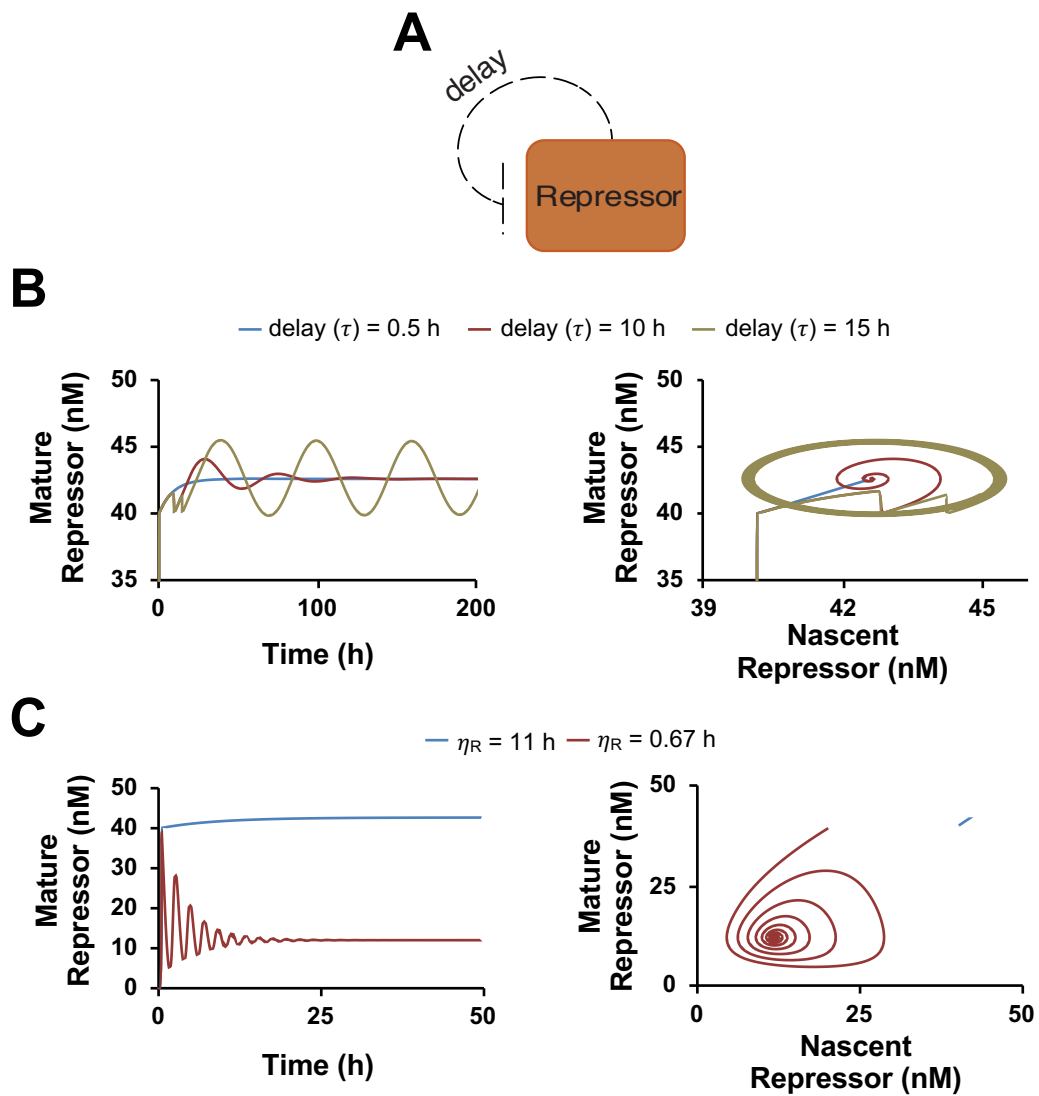 A
delay
Repressor
B
delay (τ) = 0.5 h delay (τ) = 10 h delay (τ) = 15 h
Mature
Repressor (nM)
50
45
40
35
0 100 200
Time (h)
Mature
Repressor (nM)
50
45
40
35
39 42 45
Nascent
Repressor (nM)
C
ηR = 11 h ηR = 0.67 h
Mature
Repressor (nM)
50
40
30
20
10
0
0 25 50
Time (h)
Mature
Repressor (nM)
50
25
0
0 25 50
Nascent
Repressor (nM)